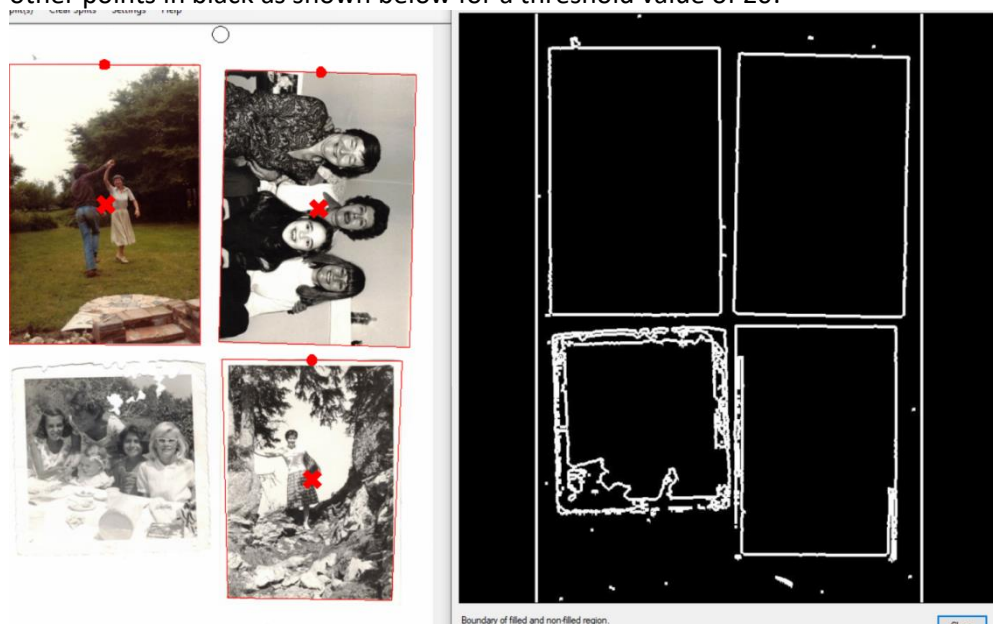 other points in black as shown below for a threshold value of 20.
Split(s) Clear Splits Settings Help
Boundary of filled and non-filled region.